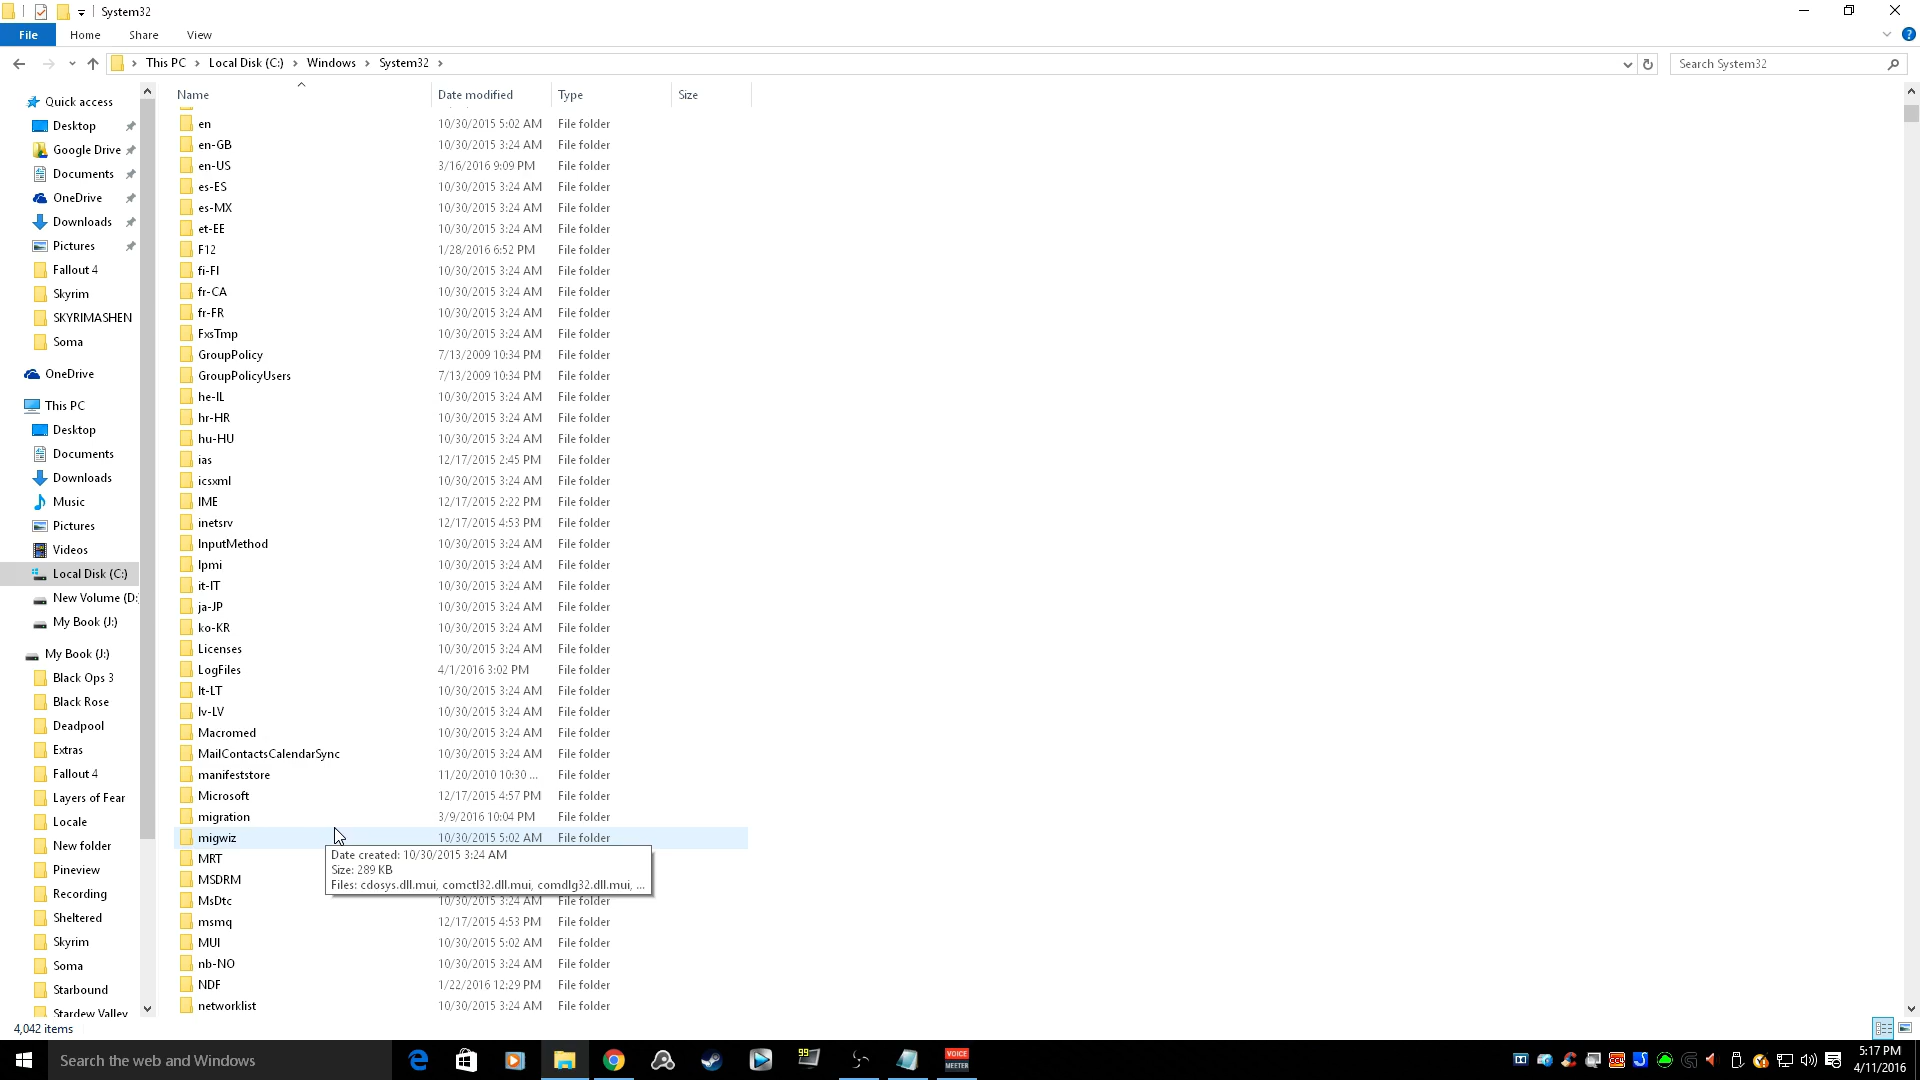 System32
File Home Share View
This PC Local Disk (C:) Windows System32
Search System32
Name Date modified Type Size
Quick access
Desktop
Google Drive
Documents
OneDrive
Downloads
Pictures
Fallout 4
Skyrim
SKYRIMASHEN
Soma
OneDrive
This PC
Desktop
Documents
Downloads
Music
Pictures
Videos
Local Disk (C:)
New Volume (D:
My Book (J:)
My Book (J:)
Black Ops 3
Black Rose
Deadpool
Extras
Fallout 4
Layers of Fear
Locale
New folder
Pineview
Recording
Sheltered
Skyrim
Soma
Starbound
Stardew Valley
en 10/30/2015 5:02 AM File folder
en-GB 10/30/2015 3:24 AM File folder
en-US 3/16/2016 9:09 PM File folder
es-ES 10/30/2015 3:24 AM File folder
es-MX 10/30/2015 3:24 AM File folder
et-EE 10/30/2015 3:24 AM File folder
F12 1/28/2016 6:52 PM File folder
fi-FI 10/30/2015 3:24 AM File folder
fr-CA 10/30/2015 3:24 AM File folder
fr-FR 10/30/2015 3:24 AM File folder
FxsTmp 10/30/2015 3:24 AM File folder
GroupPolicy 7/13/2009 10:34 PM File folder
GroupPolicyUsers 7/13/2009 10:34 PM File folder
he-IL 10/30/2015 3:24 AM File folder
hr-HR 10/30/2015 3:24 AM File folder
hu-HU 10/30/2015 3:24 AM File folder
ias 12/17/2015 2:45 PM File folder
icsxml 10/30/2015 3:24 AM File folder
IME 12/17/2015 2:22 PM File folder
inetsrv 12/17/2015 4:53 PM File folder
InputMethod 10/30/2015 3:24 AM File folder
Ipmi 10/30/2015 3:24 AM File folder
it-IT 10/30/2015 3:24 AM File folder
ja-JP 10/30/2015 3:24 AM File folder
ko-KR 10/30/2015 3:24 AM File folder
Licenses 10/30/2015 3:24 AM File folder
LogFiles 4/1/2016 3:02 PM File folder
lt-LT 10/30/2015 3:24 AM File folder
lv-LV 10/30/2015 3:24 AM File folder
Macromed 10/30/2015 3:24 AM File folder
MailContactsCalendarSync 10/30/2015 3:24 AM File folder
manifeststore 11/20/2010 10:30 ... File folder
Microsoft 12/17/2015 4:57 PM File folder
migration 3/9/2016 10:04 PM File folder
migwiz 10/30/2015 5:02 AM File folder
MRT
MSDRM
Date created: 10/30/2015 3:24 AM
Size: 289 KB
Files: cdosys.dll.mui, comctl32.dll.mui, comdlg32.dll.mui, ...
MsDtc 10/30/2015 3:24 AM File folder
msmq 12/17/2015 4:53 PM File folder
MUI 10/30/2015 5:02 AM File folder
nb-NO 10/30/2015 3:24 AM File folder
NDF 1/22/2016 12:29 PM File folder
networklist 10/30/2015 3:24 AM File folder
4,042 items
Search the web and Windows
99
VOICE
MEETER
5:17 PM
4/11/2016